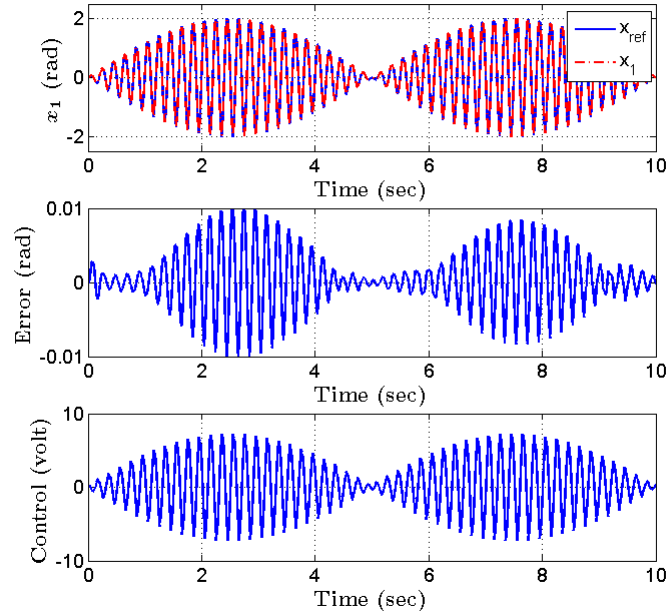 2
0
-2
x₁ (rad)
x_ref
x₁
0 2 4 6 8 10
Time (sec)
0.01
0
-0.01
Error (rad)
0 2 4 6 8 10
Time (sec)
10
0
-10
Control (volt)
0 2 4 6 8 10
Time (sec)